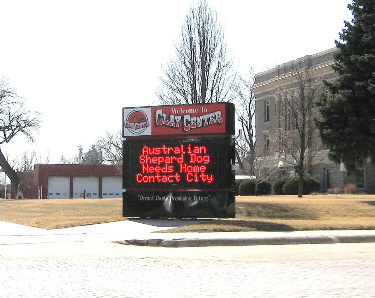 Welcome To
CLAY CENTER
Australian
Shepard Dog
Needs Home
Contact City